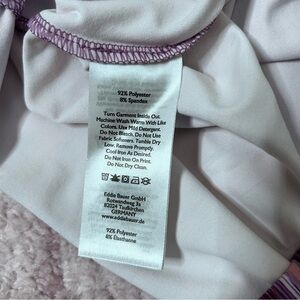 92% Polyester
8% Spandex
Turn Garment Inside Out.
Machine Wash Warm With Like
Colors. Use Mild Detergent.
Do Not Bleach. Do Not Use
Fabric Softeners. Tumble Dry
Low. Remove Promptly.
Cool Iron As Desired.
Do Not Iron On Print.
Do Not Dry Clean.
Eddie Bauer GmbH
Rotwandweg 3a
82024 Taufkirchen
GERMANY
www.eddiebauer.de
92% Polyester
8% Elasthanne